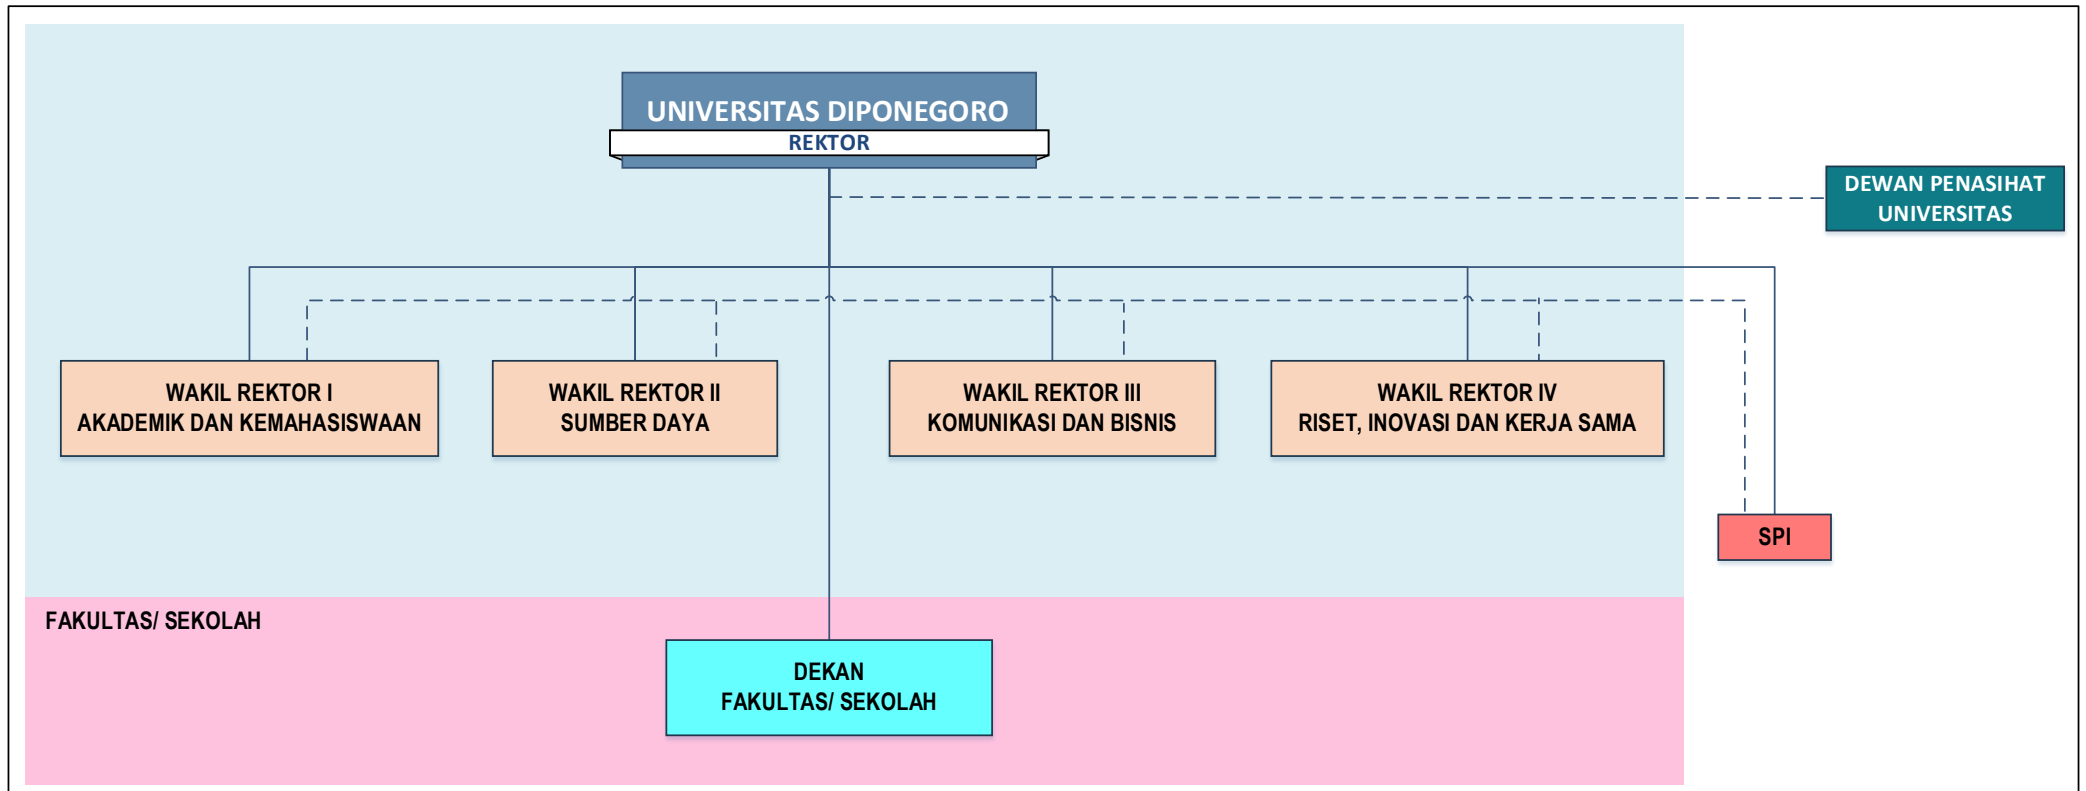 UNIVERSITAS DIPONEGORO
REKTOR
DEWAN PENASIHAT
UNIVERSITAS
WAKIL REKTOR I
AKADEMIK DAN KEMAHASISWAAN
WAKIL REKTOR II
SUMBER DAYA
WAKIL REKTOR III
KOMUNIKASI DAN BISNIS
WAKIL REKTOR IV
RISET, INOVASI DAN KERJA SAMA
SPI
FAKULTAS/ SEKOLAH
DEKAN
FAKULTAS/ SEKOLAH